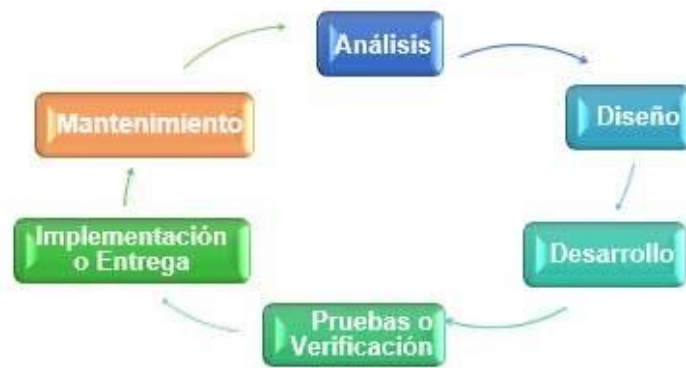 Análisis
Diseño
Desarrollo
Pruebas o
Verificación
Implementación
o Entrega
Mantenimiento